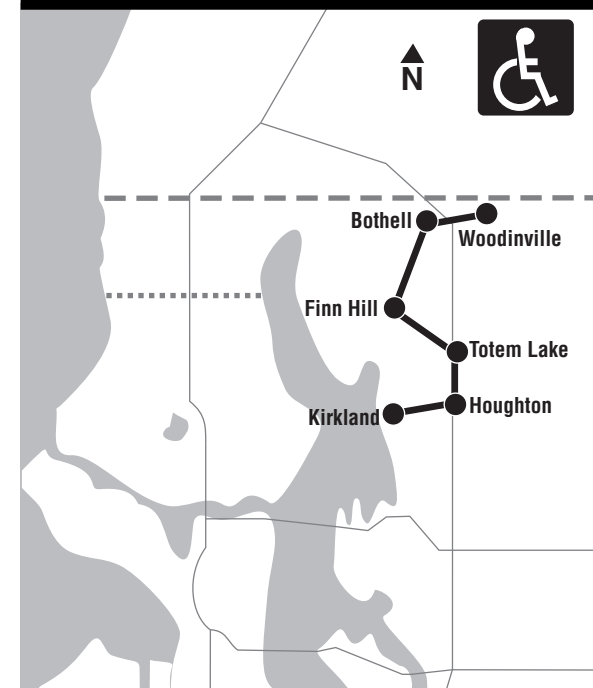 N
Bothell
Woodinville
Finn Hill
Totem Lake
Kirkland
Houghton